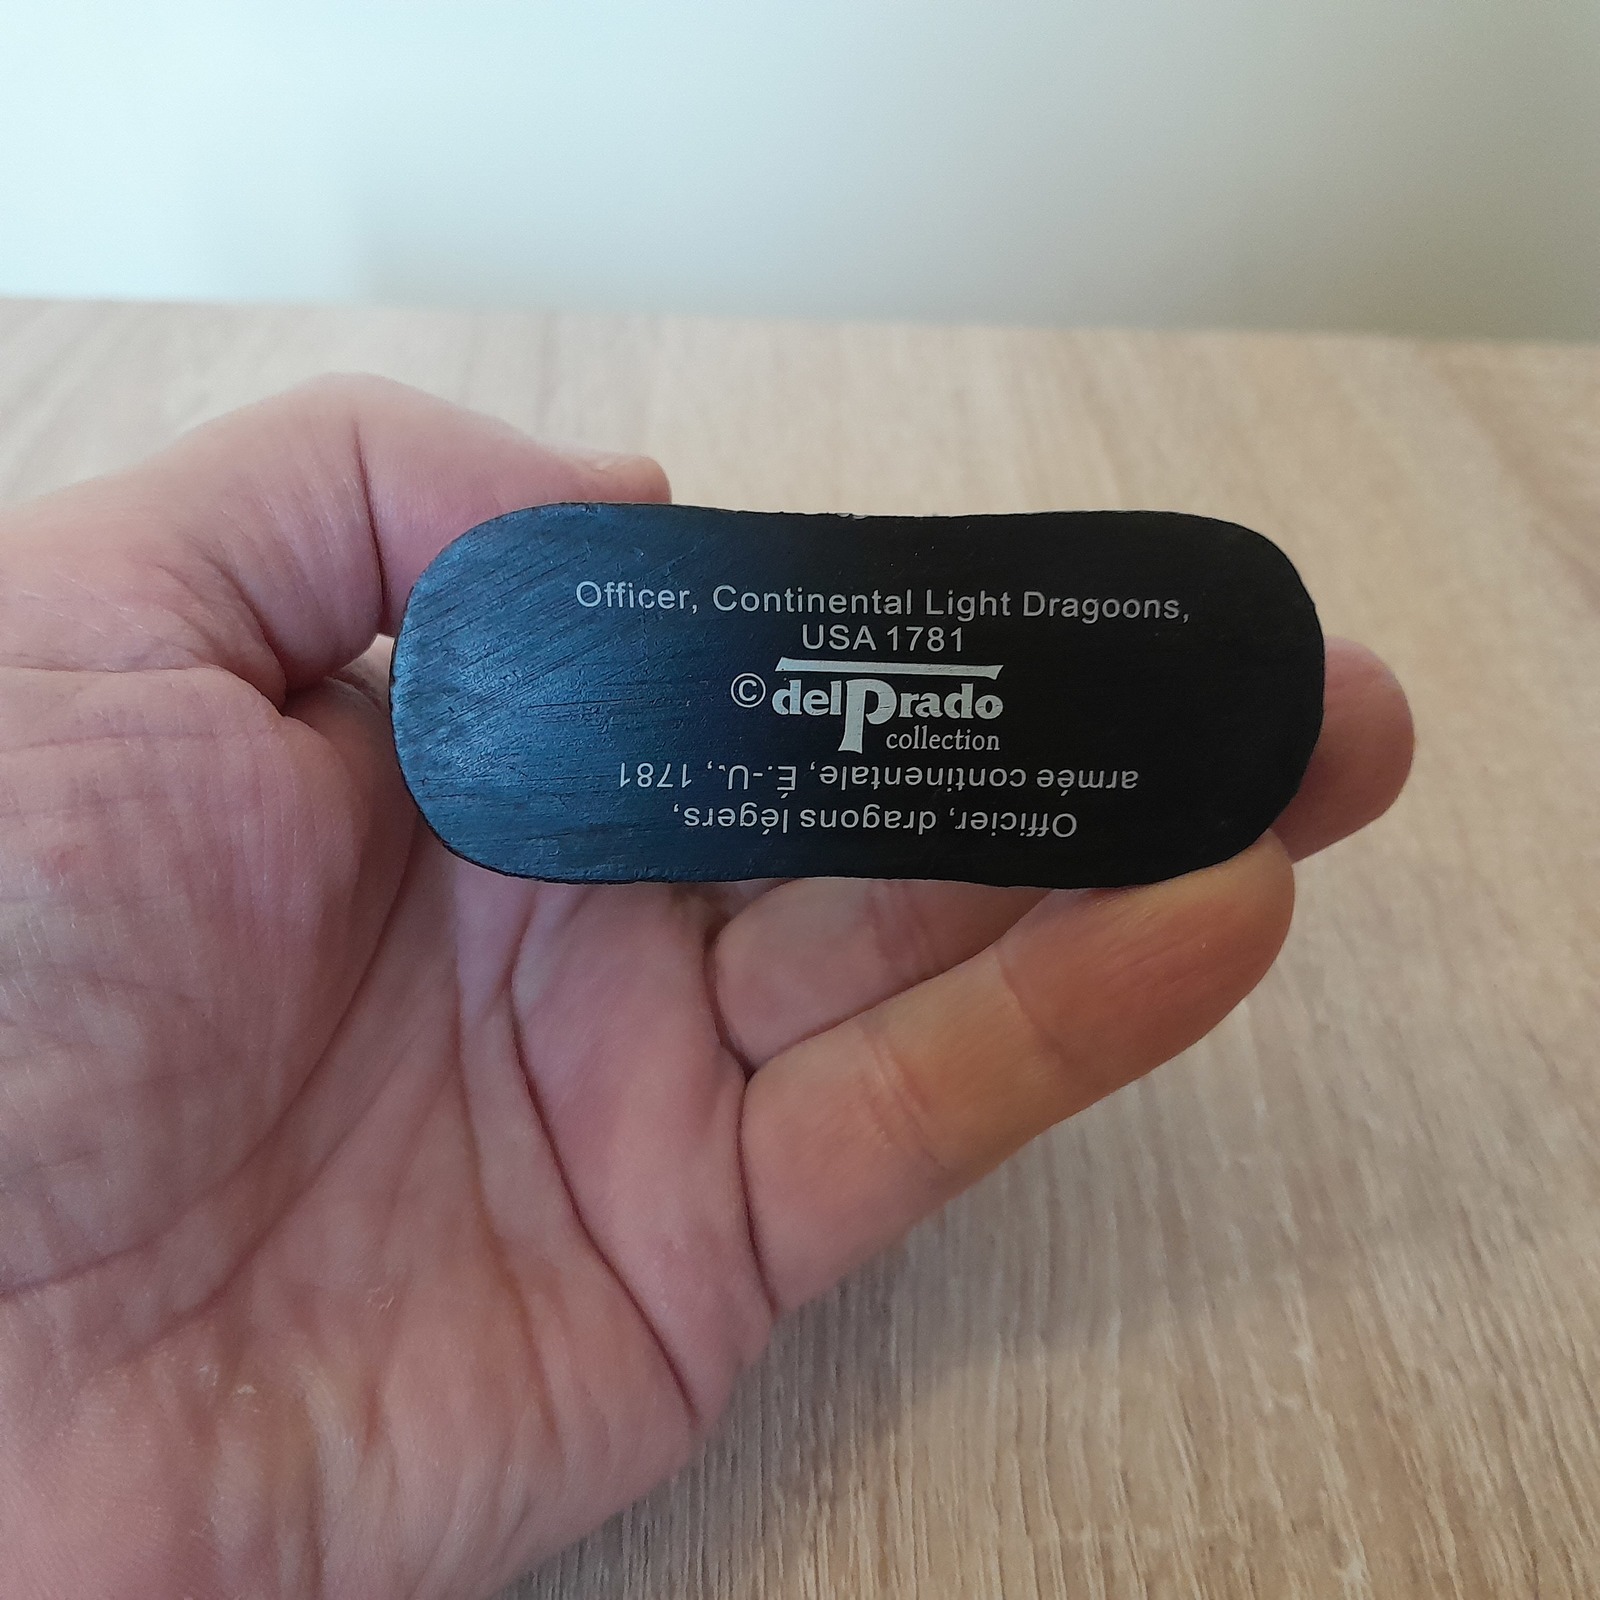 Officer, Continental Light Dragoons,
USA 1781
© delPrado
collection
Officier, dragons légers,
armée continentale, É.-U., 1781